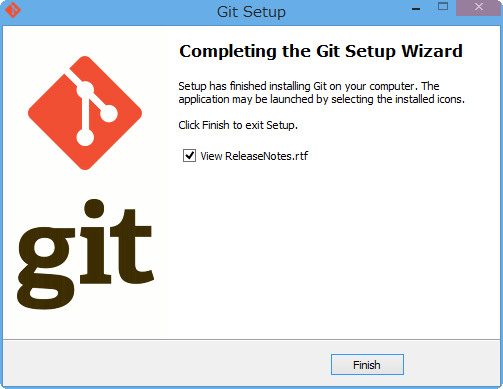 Git Setup
Completing the Git Setup Wizard
Setup has finished installing Git on your computer. The
application may be launched by selecting the installed icons.
Click Finish to exit Setup.
View ReleaseNotes.rtf
git
Finish